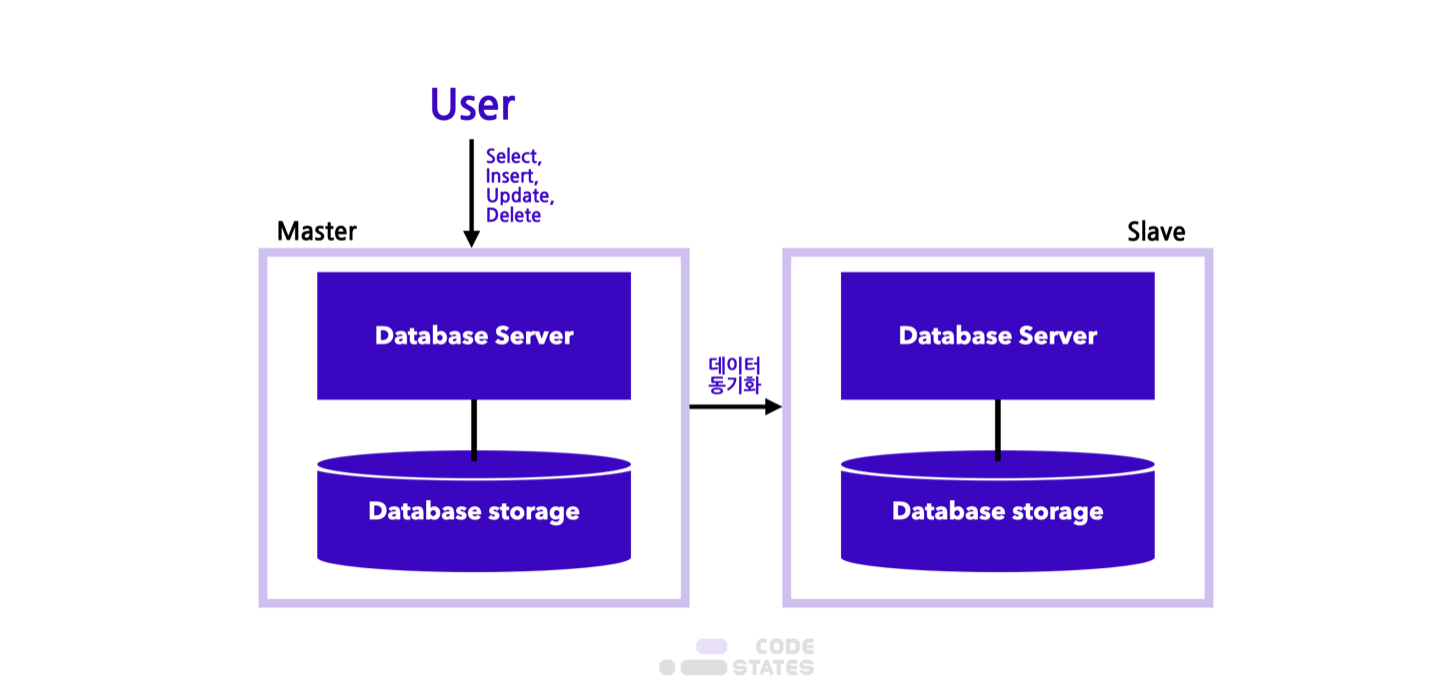 User
Select,
Insert,
Update,
Delete
Master
Slave
Database Server
Database Server
데이터
동기화
Database storage
Database storage
CODE
STATES